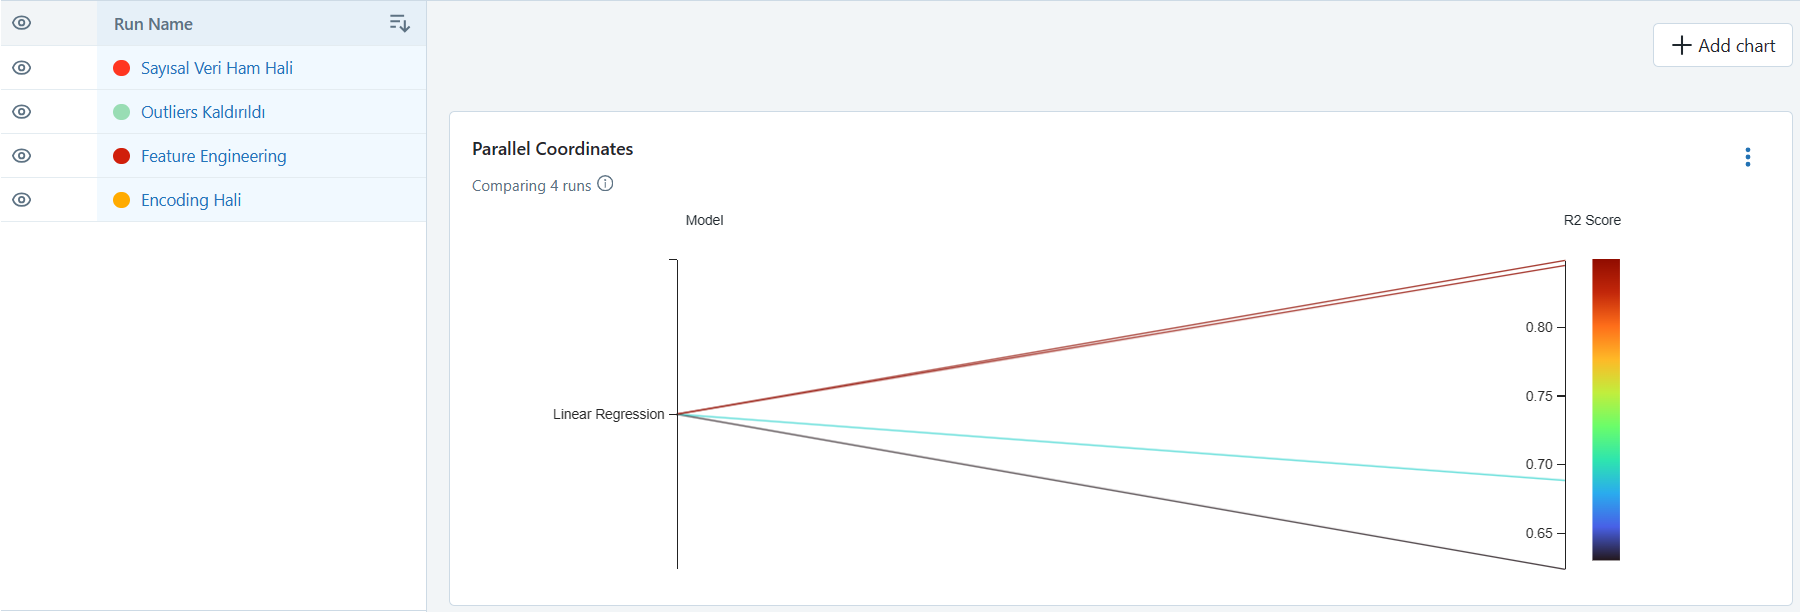 Run Name
Sayısal Veri Ham Hali
Outliers Kaldırıldı
Feature Engineering
Encoding Hali
Add chart
Parallel Coordinates
Comparing 4 runs
Model
R2 Score
0.80
0.75
Linear Regression
0.70
0.65